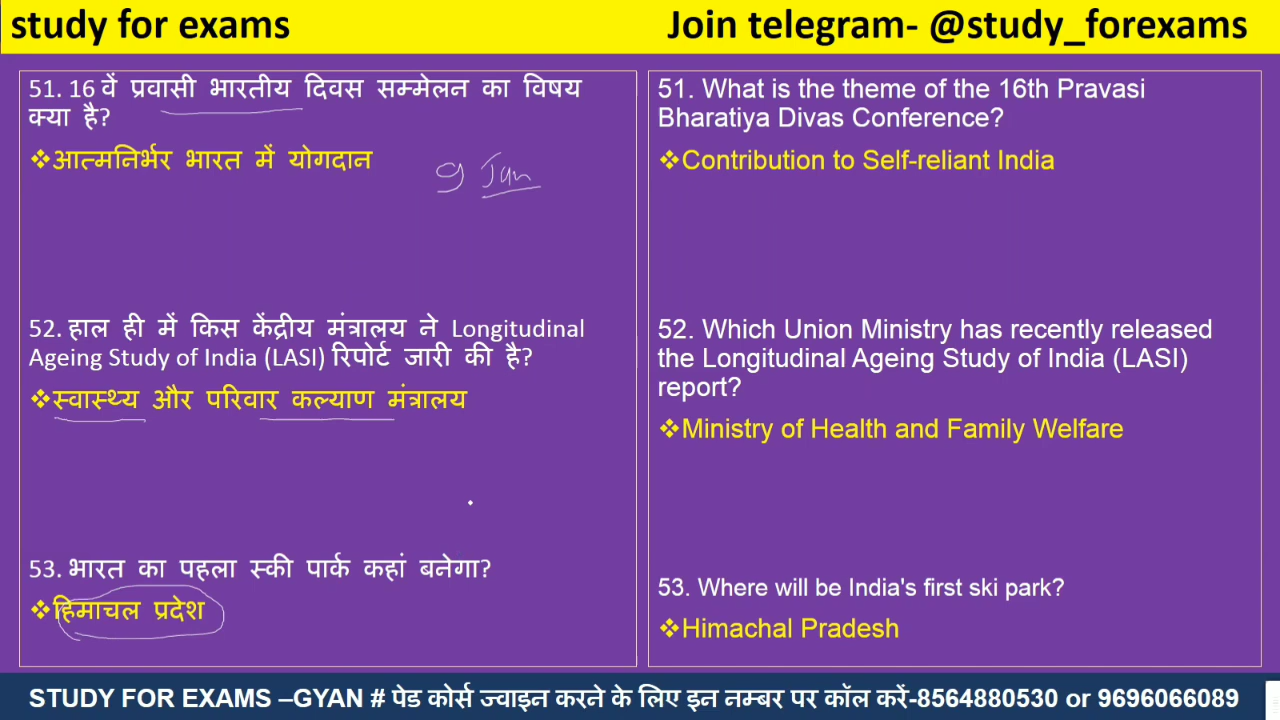 study for exams
Join telegram- @study_forexams
51. 16 वें प्रवासी भारतीय दिवस सम्मेलन का विषय
क्या है?
❖आत्मनिर्भर भारत में योगदान
9 Jan
52. हाल ही में किस केंद्रीय मंत्रालय ने Longitudinal
Ageing Study of India (LASI) रिपोर्ट जारी की है?
❖स्वास्थ्य और परिवार कल्याण मंत्रालय
53. भारत का पहला स्की पार्क कहां बनेगा?
❖हिमाचल प्रदेश
51. What is the theme of the 16th Pravasi
Bharatiya Divas Conference?
❖Contribution to Self-reliant India
52. Which Union Ministry has recently released
the Longitudinal Ageing Study of India (LASI)
report?
❖Ministry of Health and Family Welfare
53. Where will be India's first ski park?
❖Himachal Pradesh
STUDY FOR EXAMS –GYAN # पेड कोर्स ज्वाइन करने के लिए इन नम्बर पर कॉल करें-8564880530 or 9696066089